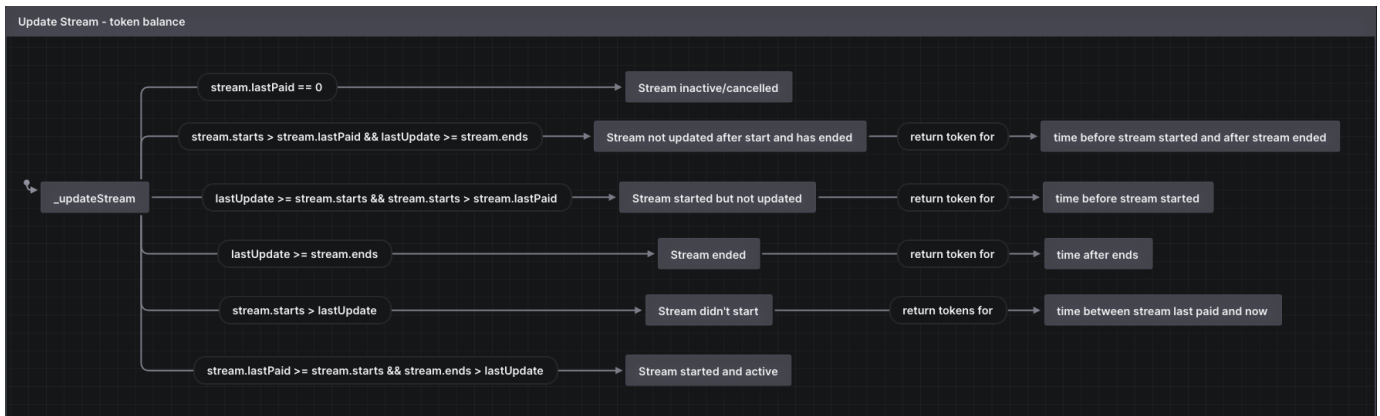 Update Stream - token balance
stream.lastPaid == 0
Stream inactive/cancelled
stream.starts > stream.lastPaid && lastUpdate >= stream.ends
Stream not updated after start and has ended
return token for
time before stream started and after stream ended
_updateStream
lastUpdate >= stream.starts && stream.starts > stream.lastPaid
Stream started but not updated
return token for
time before stream started
lastUpdate >= stream.ends
Stream ended
return token for
time after ends
stream.starts > lastUpdate
Stream didn't start
return tokens for
time between stream last paid and now
stream.lastPaid >= stream.starts && stream.ends > lastUpdate
Stream started and active